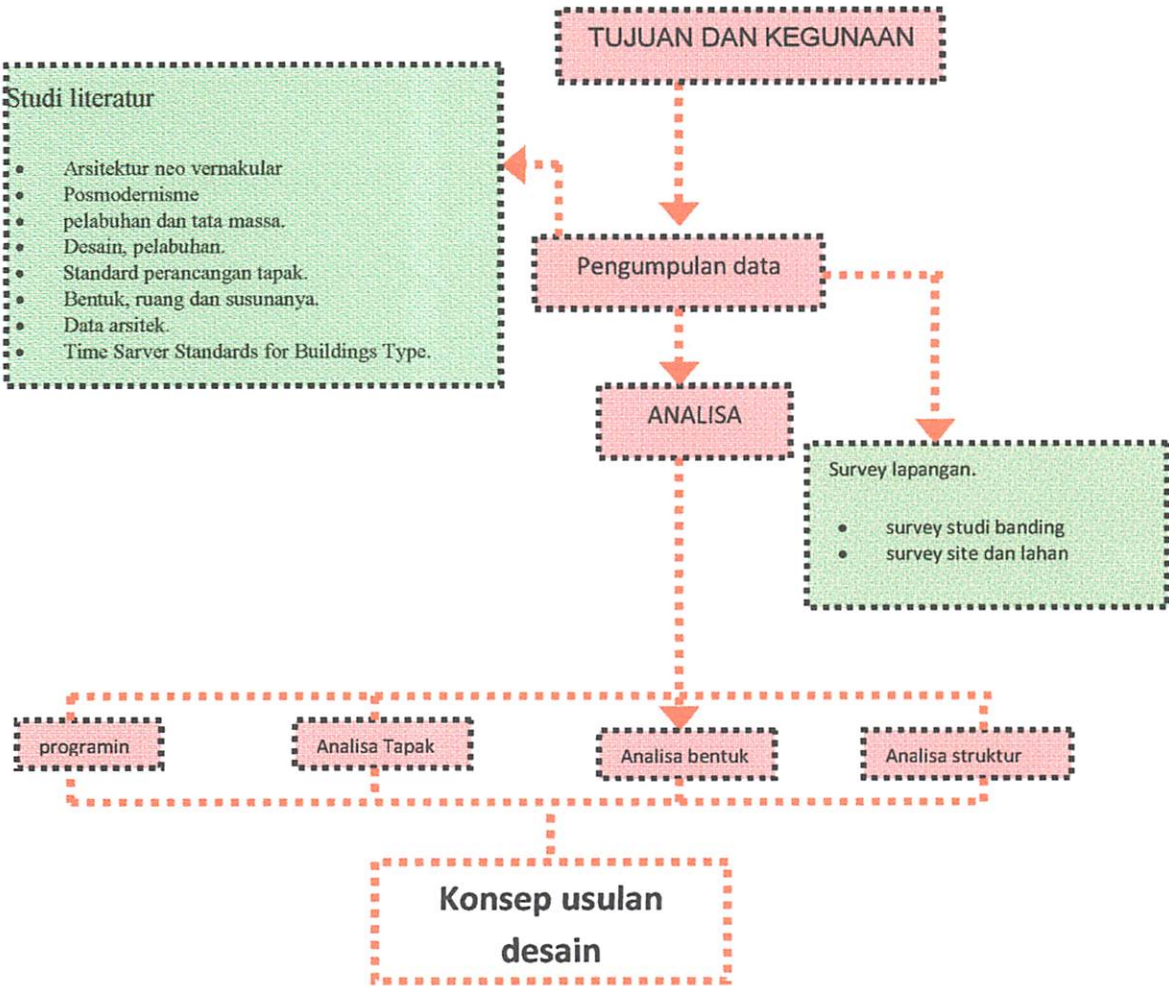 TUJUAN DAN KEGUNAAN
Studi literatur
• Arsitektur neo vernakular
• Posmodernisme
• pelabuhan dan tata massa.
• Desain, pelabuhan.
• Standard perancangan tapak.
• Bentuk, ruang dan susunanya.
• Data arsitek.
• Time Sarver Standards for Buildings Type.
Pengumpulan data
ANALISA
Survey lapangan.
• survey studi banding
• survey site dan lahan
programin
Analisa Tapak
Analisa bentuk
Analisa struktur
Konsep usulan
desain